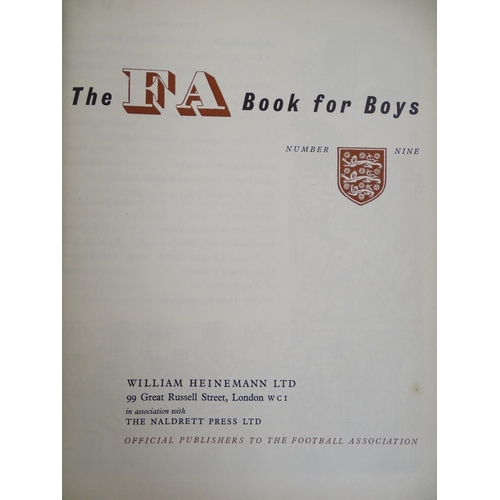 The FA Book for Boys
NUMBER NINE
WILLIAM HEINEMANN LTD
99 Great Russell Street, London WC1
in association with
THE NALDRETT PRESS LTD
OFFICIAL PUBLISHERS TO THE FOOTBALL ASSOCIATION